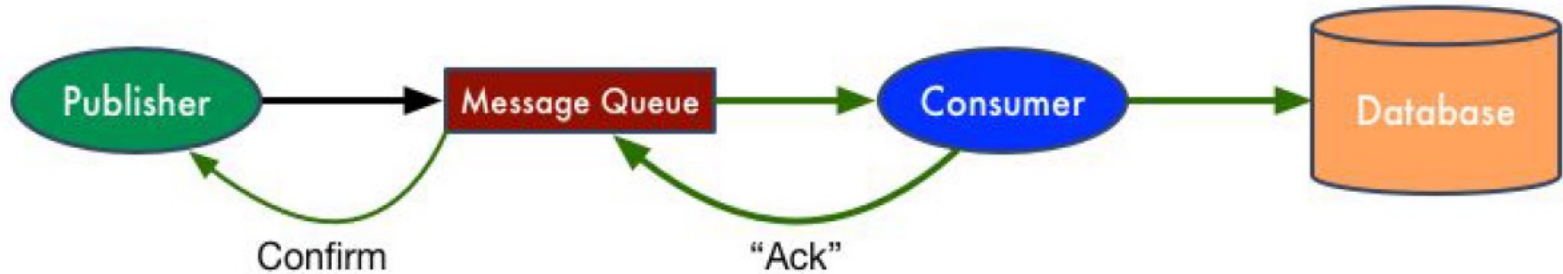 Publisher
Message Queue
Consumer
Database
Confirm
“Ack”